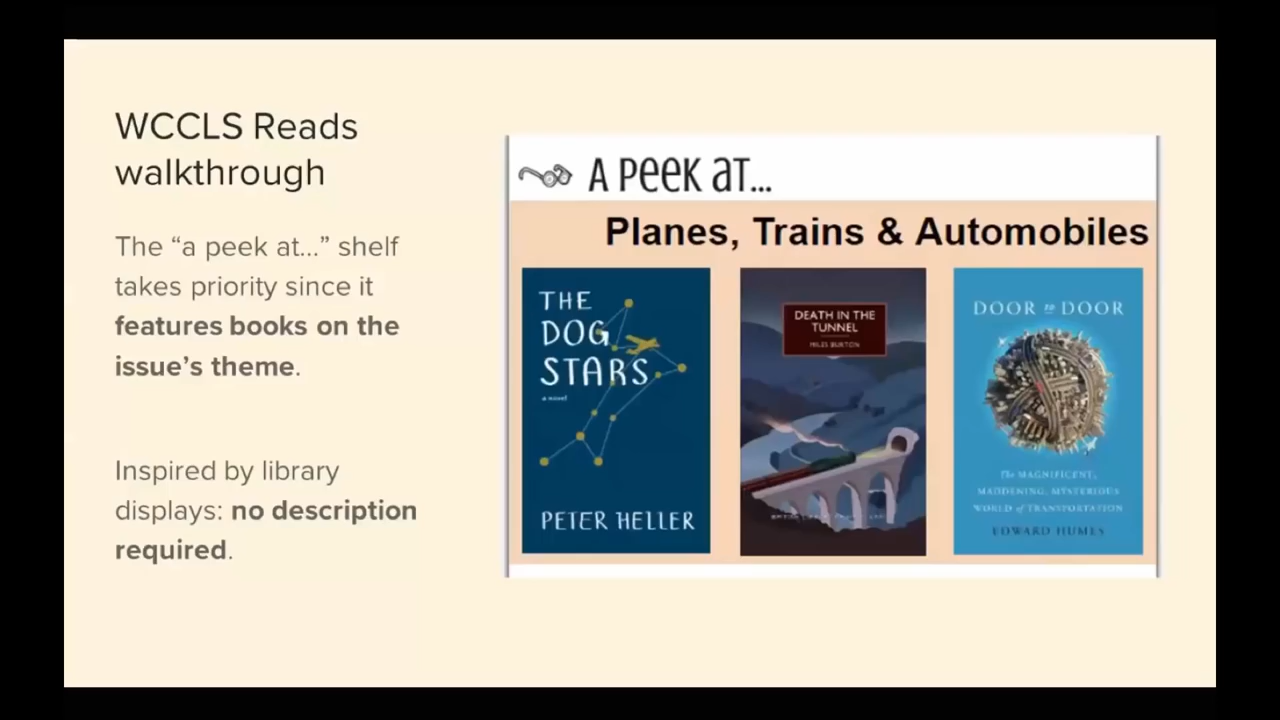 WCCLS Reads
walkthrough
The “a peek at...” shelf
takes priority since it
features books on the
issue’s theme.
Inspired by library
displays: no description
required.
A PEEK AT...
Planes, Trains & Automobiles
THE
DOG
STARS
a novel
PETER HELLER
DEATH IN THE
TUNNEL
MILES BURTON
DOOR to DOOR
The MAGNIFICENT,
MADDENING, MYSTERIOUS
WORLD of TRANSPORTATION
EDWARD HUMES